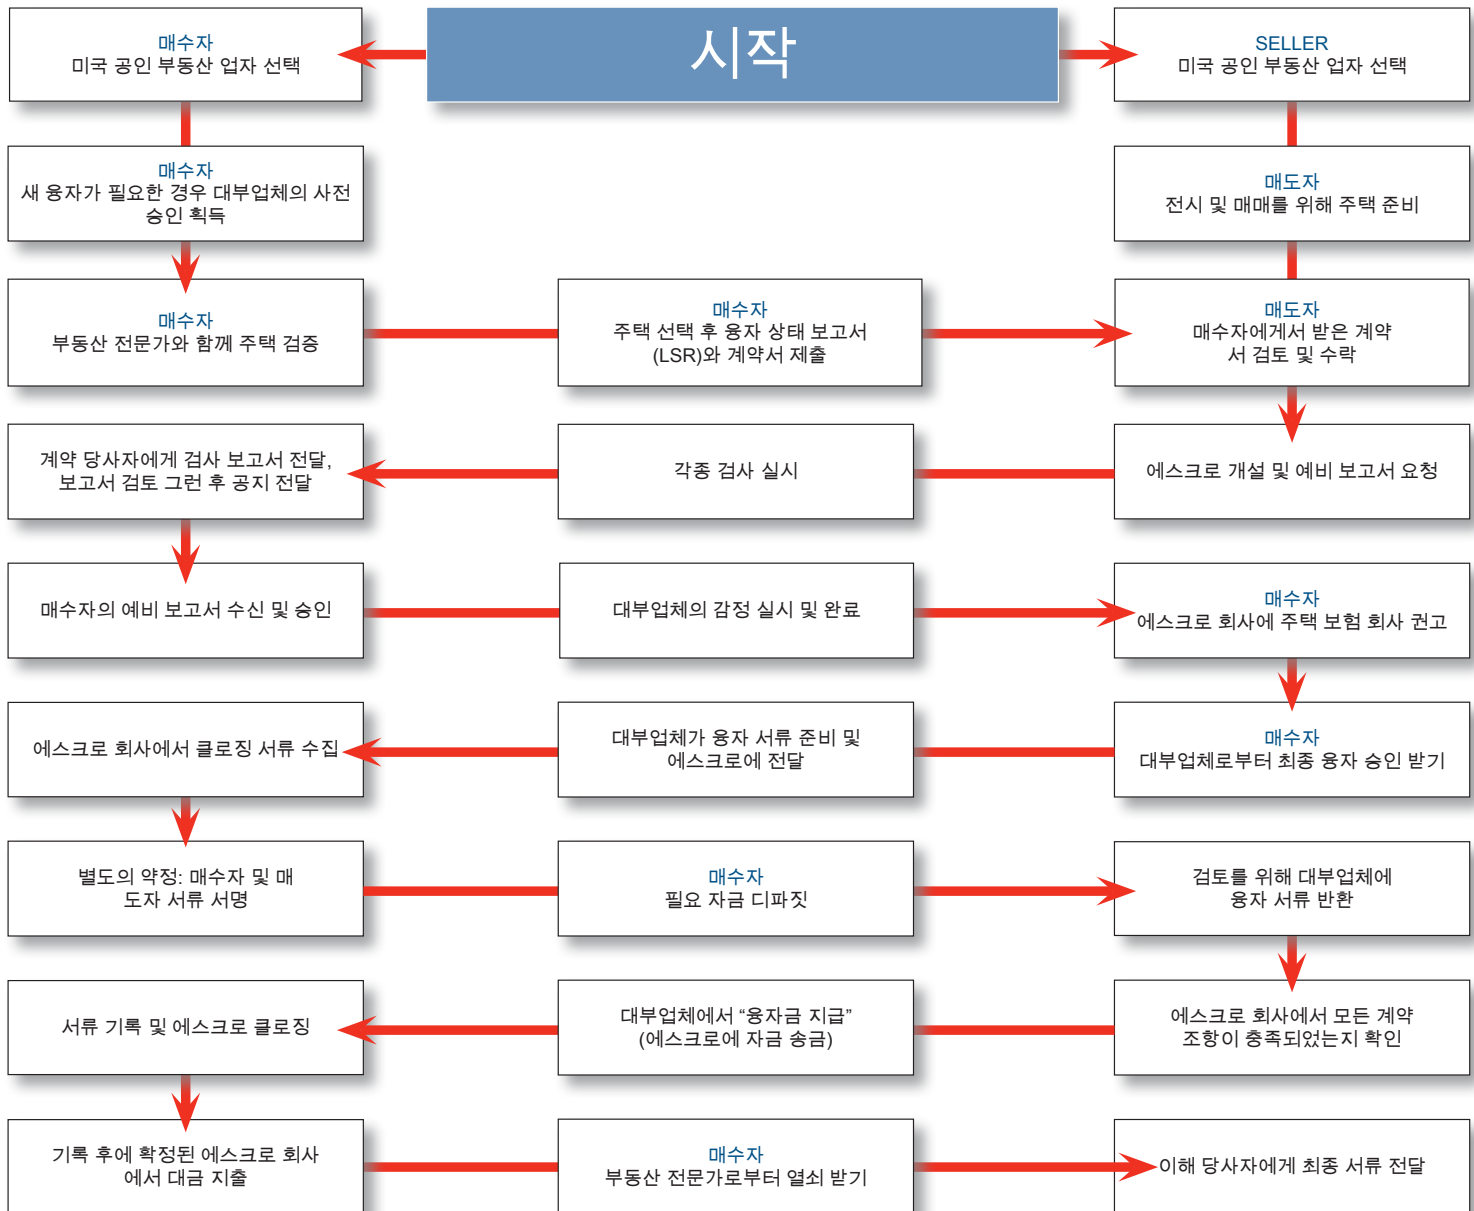 시작
매수자
미국 공인 부동산 업자 선택
SELLER
미국 공인 부동산 업자 선택
매수자
새 융자가 필요한 경우 대부업체의 사전
승인 획득
매도자
전시 및 매매를 위해 주택 준비
매수자
부동산 전문가와 함께 주택 검증
매수자
주택 선택 후 융자 상태 보고서
(LSR)와 계약서 제출
매도자
매수자에게서 받은 계약
서 검토 및 수락
계약 당사자에게 검사 보고서 전달,
보고서 검토 그런 후 공지 전달
각종 검사 실시
에스크로 개설 및 예비 보고서 요청
매수자의 예비 보고서 수신 및 승인
대부업체의 감정 실시 및 완료
매수자
에스크로 회사에 주택 보험 회사 권고
에스크로 회사에서 클로징 서류 수집
대부업체가 융자 서류 준비 및
에스크로에 전달
매수자
대부업체로부터 최종 융자 승인 받기
별도의 약정: 매수자 및 매
도자 서류 서명
매수자
필요 자금 디파짓
검토를 위해 대부업체에
융자 서류 반환
서류 기록 및 에스크로 클로징
대부업체에서 “융자금 지급”
(에스크로에 자금 송금)
에스크로 회사에서 모든 계약
조항이 충족되었는지 확인
기록 후에 확정된 에스크로 회사
에서 대금 지출
매수자
부동산 전문가로부터 열쇠 받기
이해 당사자에게 최종 서류 전달